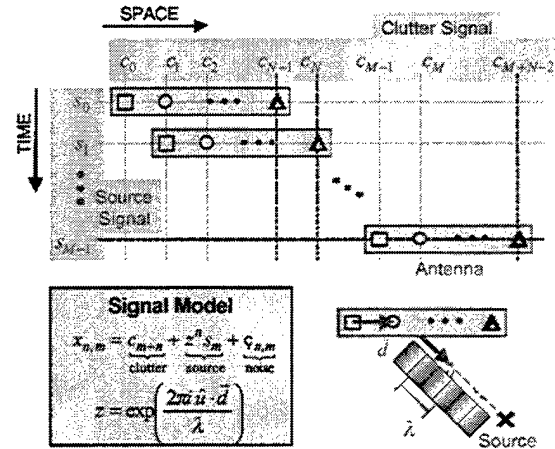 SPACE
Clutter Signal
c_0 c_1 c_2 c_{N-1} c_N c_{M-1} c_M c_{M+N-2}
TIME
s_0
s_1
Source
Signal
s_{M-1}
Antenna
Signal Model
x_{n,m} = c_{m+n} + z^n s_m + ς_{n,m}
clutter source noise
z = exp(2πi û · d⃗ / λ)
d⃗
λ
Source